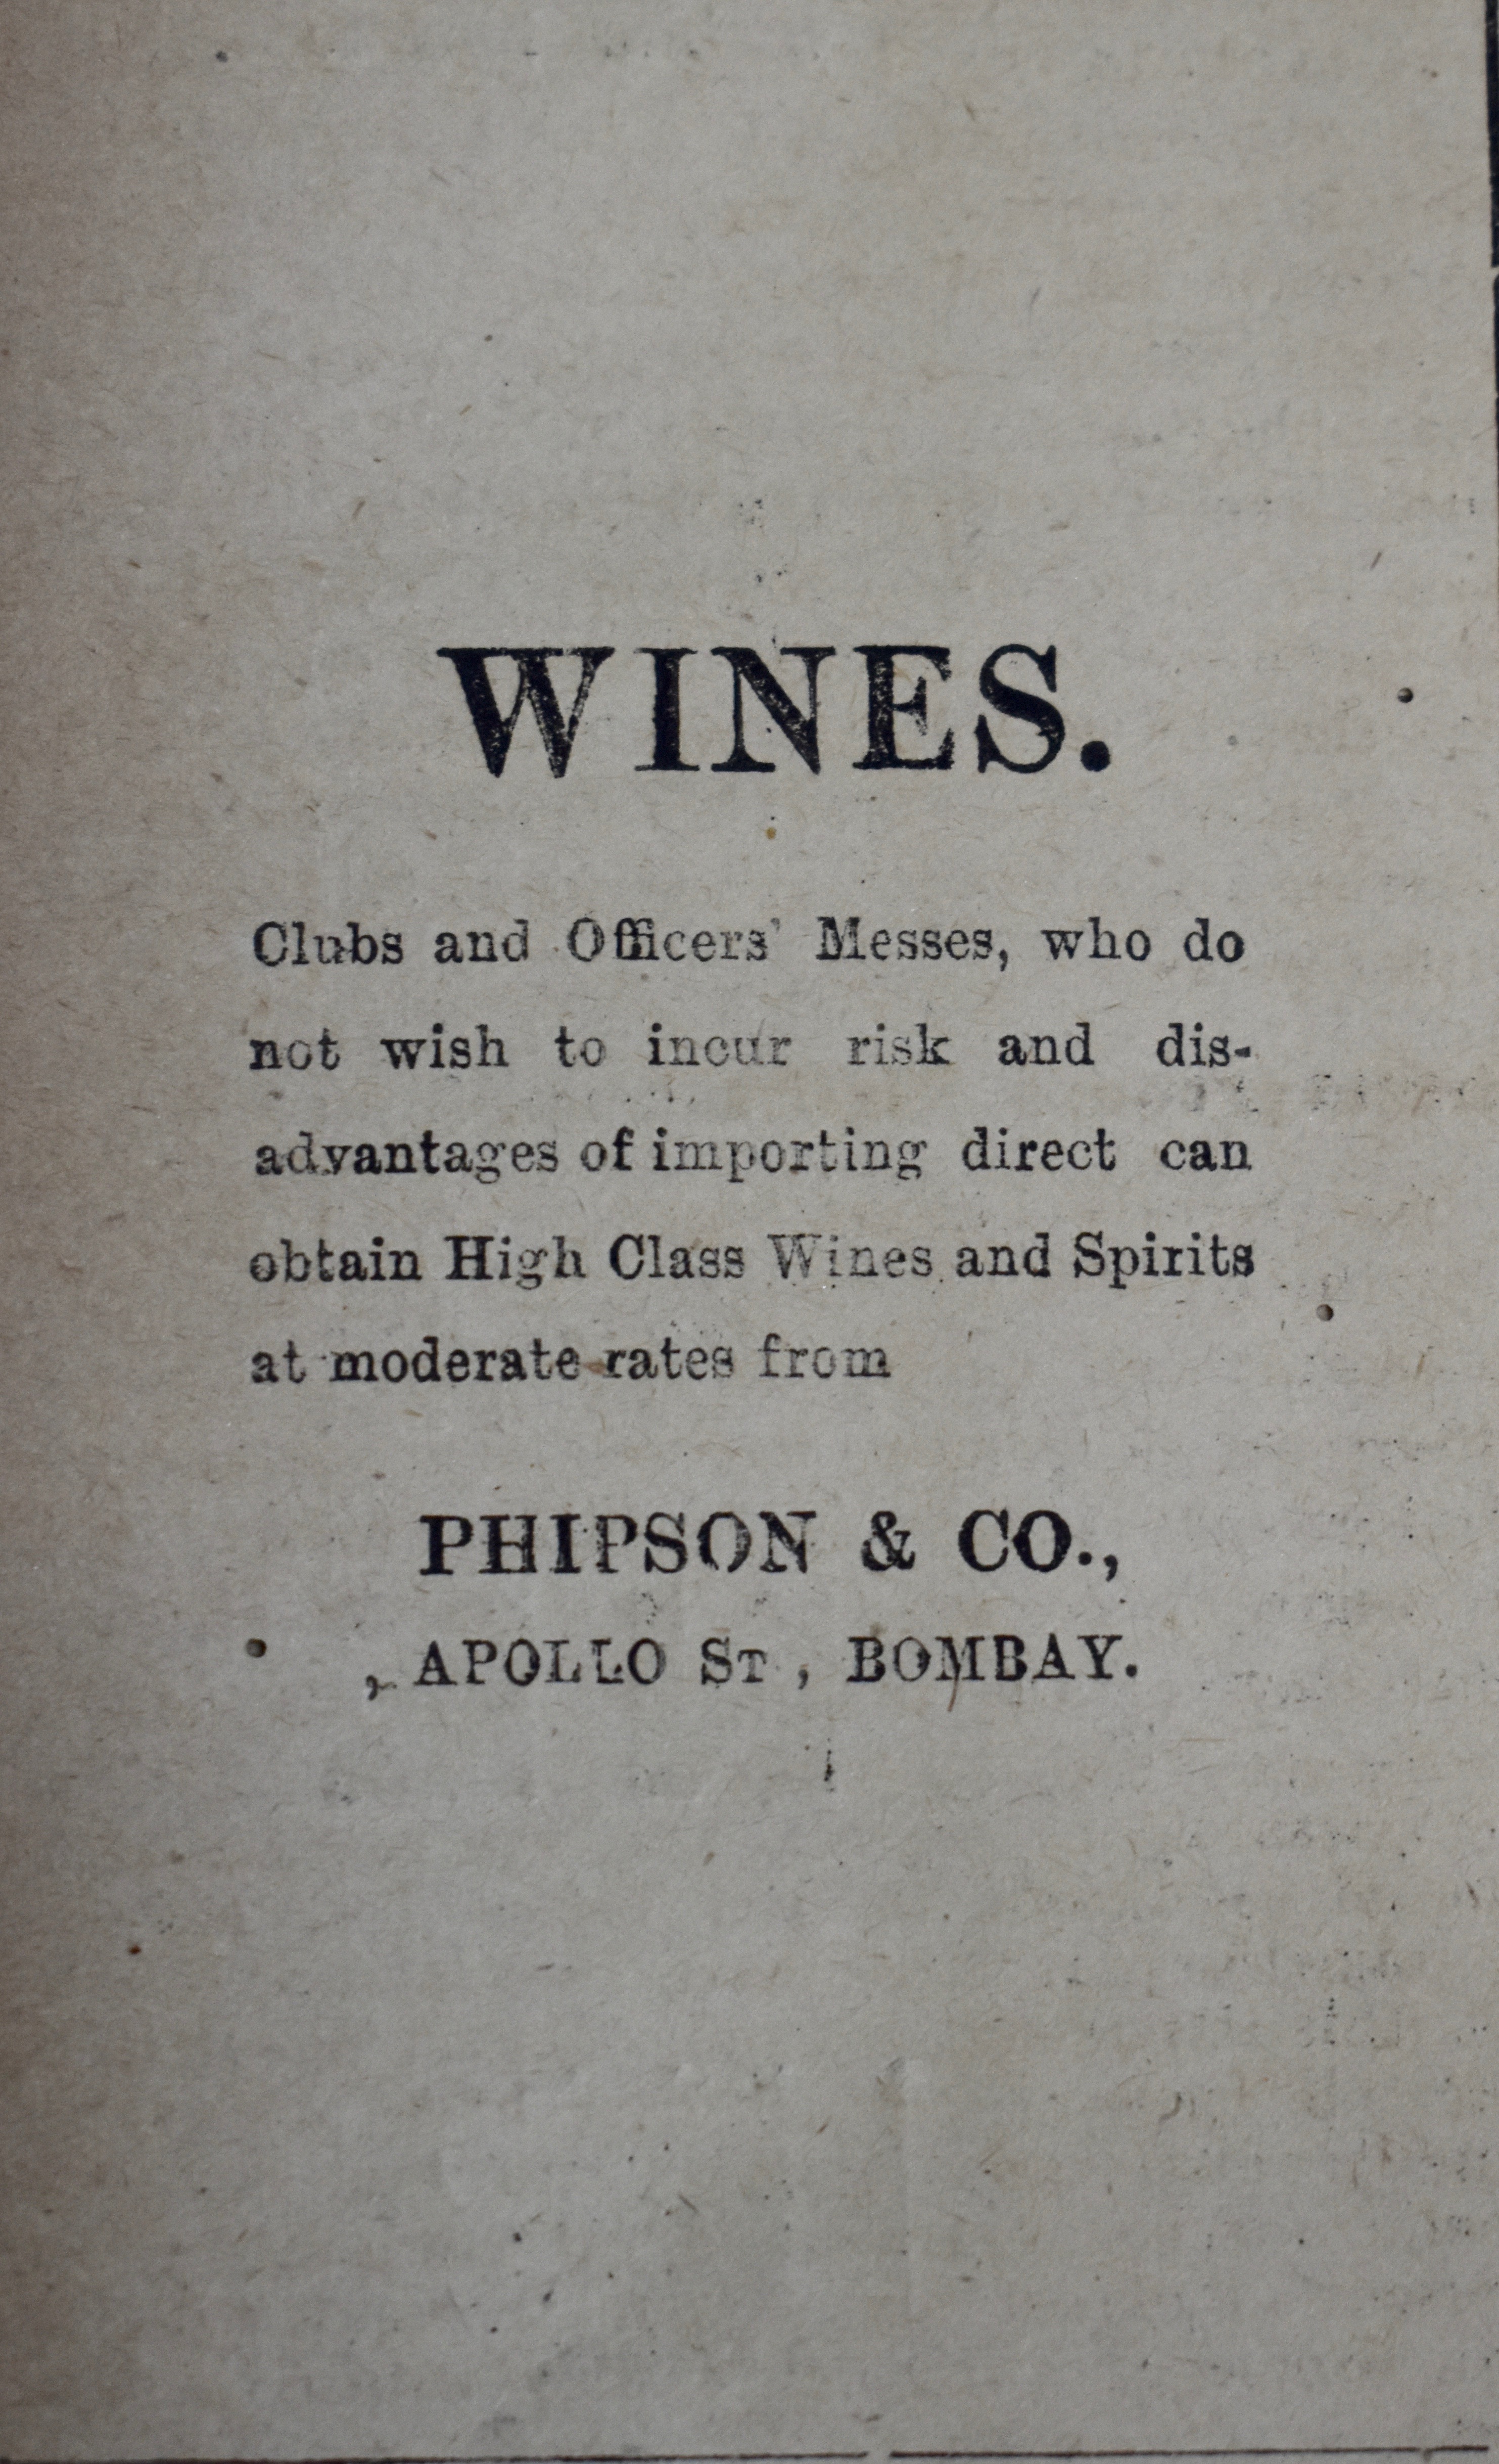 WINES.
Clubs and Officers' Messes, who do
not wish to incur risk and dis-
advantages of importing direct can
obtain High Class Wines and Spirits
at moderate rates from
PHIPSON & CO.,
APOLLO ST , BOMBAY.